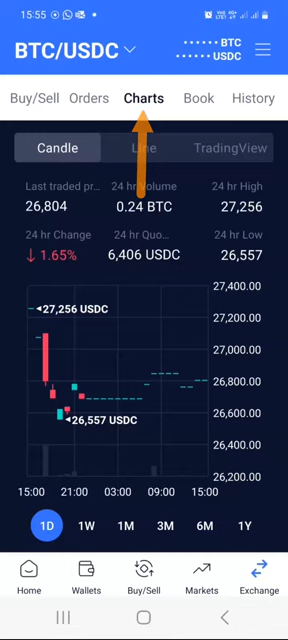 15:55
BTC/USDC
•••••• BTC
•••••• USDC
Buy/Sell Orders Charts Book History
Candle Line TradingView
Last traded pr... 24 hr Volume 24 hr High
26,804 0.24 BTC 27,256
24 hr Change 24 hr Quo... 24 hr Low
↓ 1.65% 6,406 USDC 26,557
27,400.00
27,256 USDC
27,200.00
27,000.00
26,800.00
26,600.00
26,557 USDC
26,400.00
26,200.00
15:00 21:00 03:00 09:00 15:00
1D 1W 1M 3M 6M 1Y
Home Wallets Buy/Sell Markets Exchange